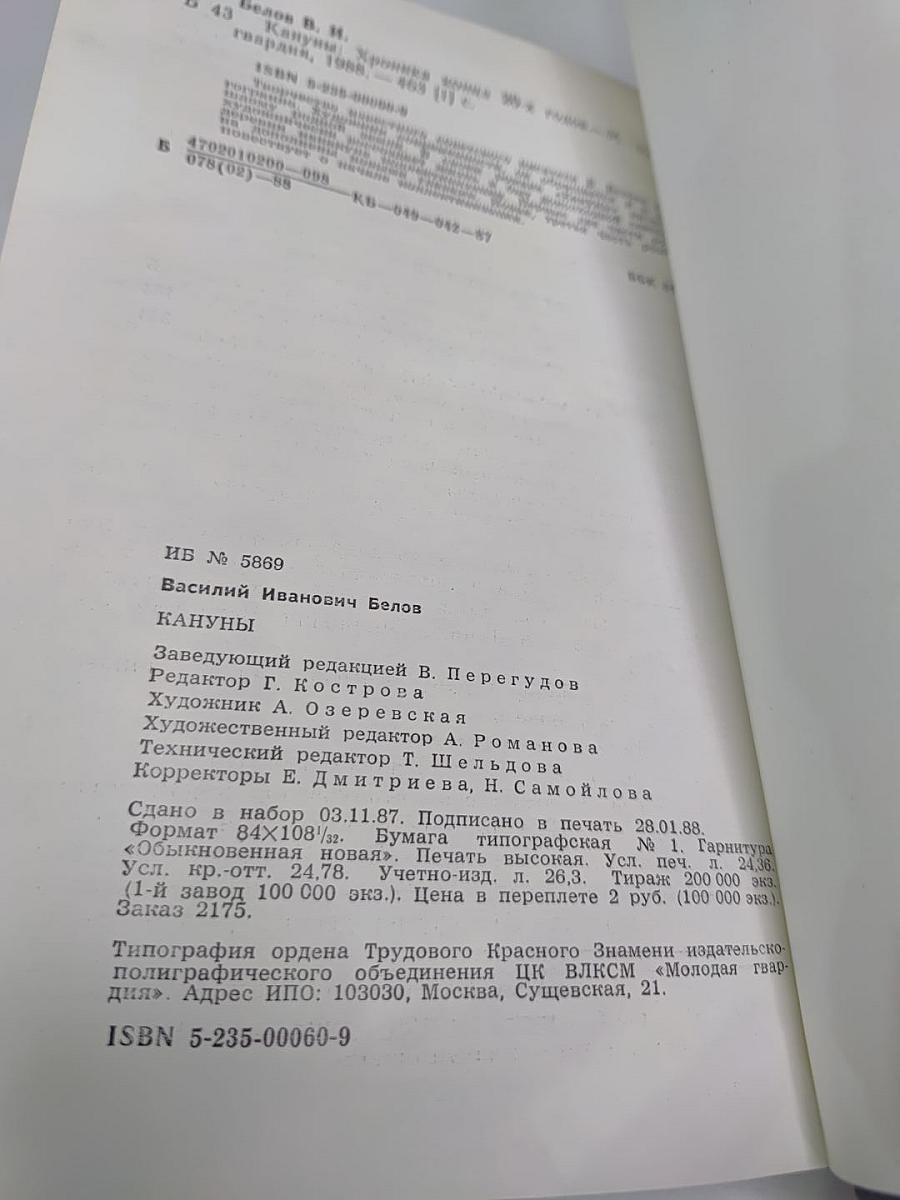 Белов В. И.
Б 43 Кануны: Хроника конца 20-х годов.— М.
гвардия, 1988. — 463 [1] с.
ISBN 5-235-00060-9
повествует о начале коллективизации.
Б 4702010200—098
078(02)—88 —КБ—049—042—87
ББК
ИБ № 5869
Василий Иванович Белов
КАНУНЫ
Заведующий редакцией В. Перегудов
Редактор Г. Кострова
Художник А. Озеревская
Художественный редактор А. Романова
Технический редактор Т. Шельдова
Корректоры Е. Дмитриева, Н. Самойлова
Сдано в набор 03.11.87. Подписано в печать 28.01.88.
Формат 84×108¹/₃₂. Бумага типографская № 1. Гарнитура
«Обыкновенная новая». Печать высокая. Усл. печ. л. 24,36.
Усл. кр.-отт. 24,78. Учетно-изд. л. 26,3. Тираж 200 000 экз.
(1-й завод 100 000 экз.). Цена в переплете 2 руб. (100 000 экз.).
Заказ 2175.
Типография ордена Трудового Красного Знамени издательско-
полиграфического объединения ЦК ВЛКСМ «Молодая гвар-
дия». Адрес ИПО: 103030, Москва, Сущевская, 21.
ISBN 5-235-00060-9